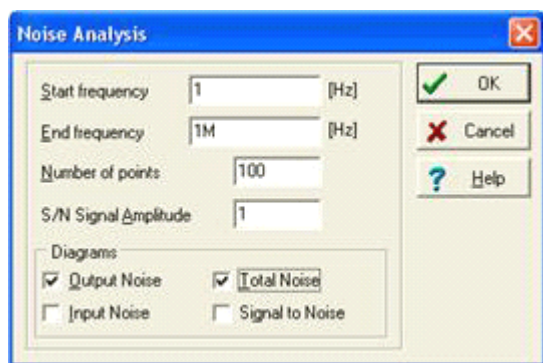 Noise Analysis
Start frequency 1 [Hz]
End frequency 1M [Hz]
Number of points 100
S/N Signal Amplitude 1
Diagrams
Output Noise Total Noise
Input Noise Signal to Noise
OK
Cancel
Help